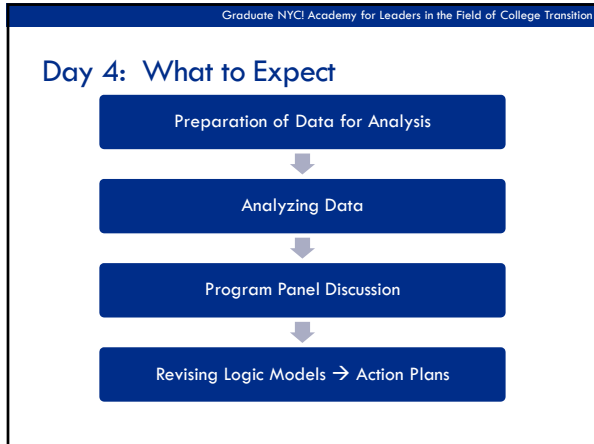 Graduate NYC! Academy for Leaders in the Field of College Transition
Day 4: What to Expect
Preparation of Data for Analysis
Analyzing Data
Program Panel Discussion
Revising Logic Models → Action Plans